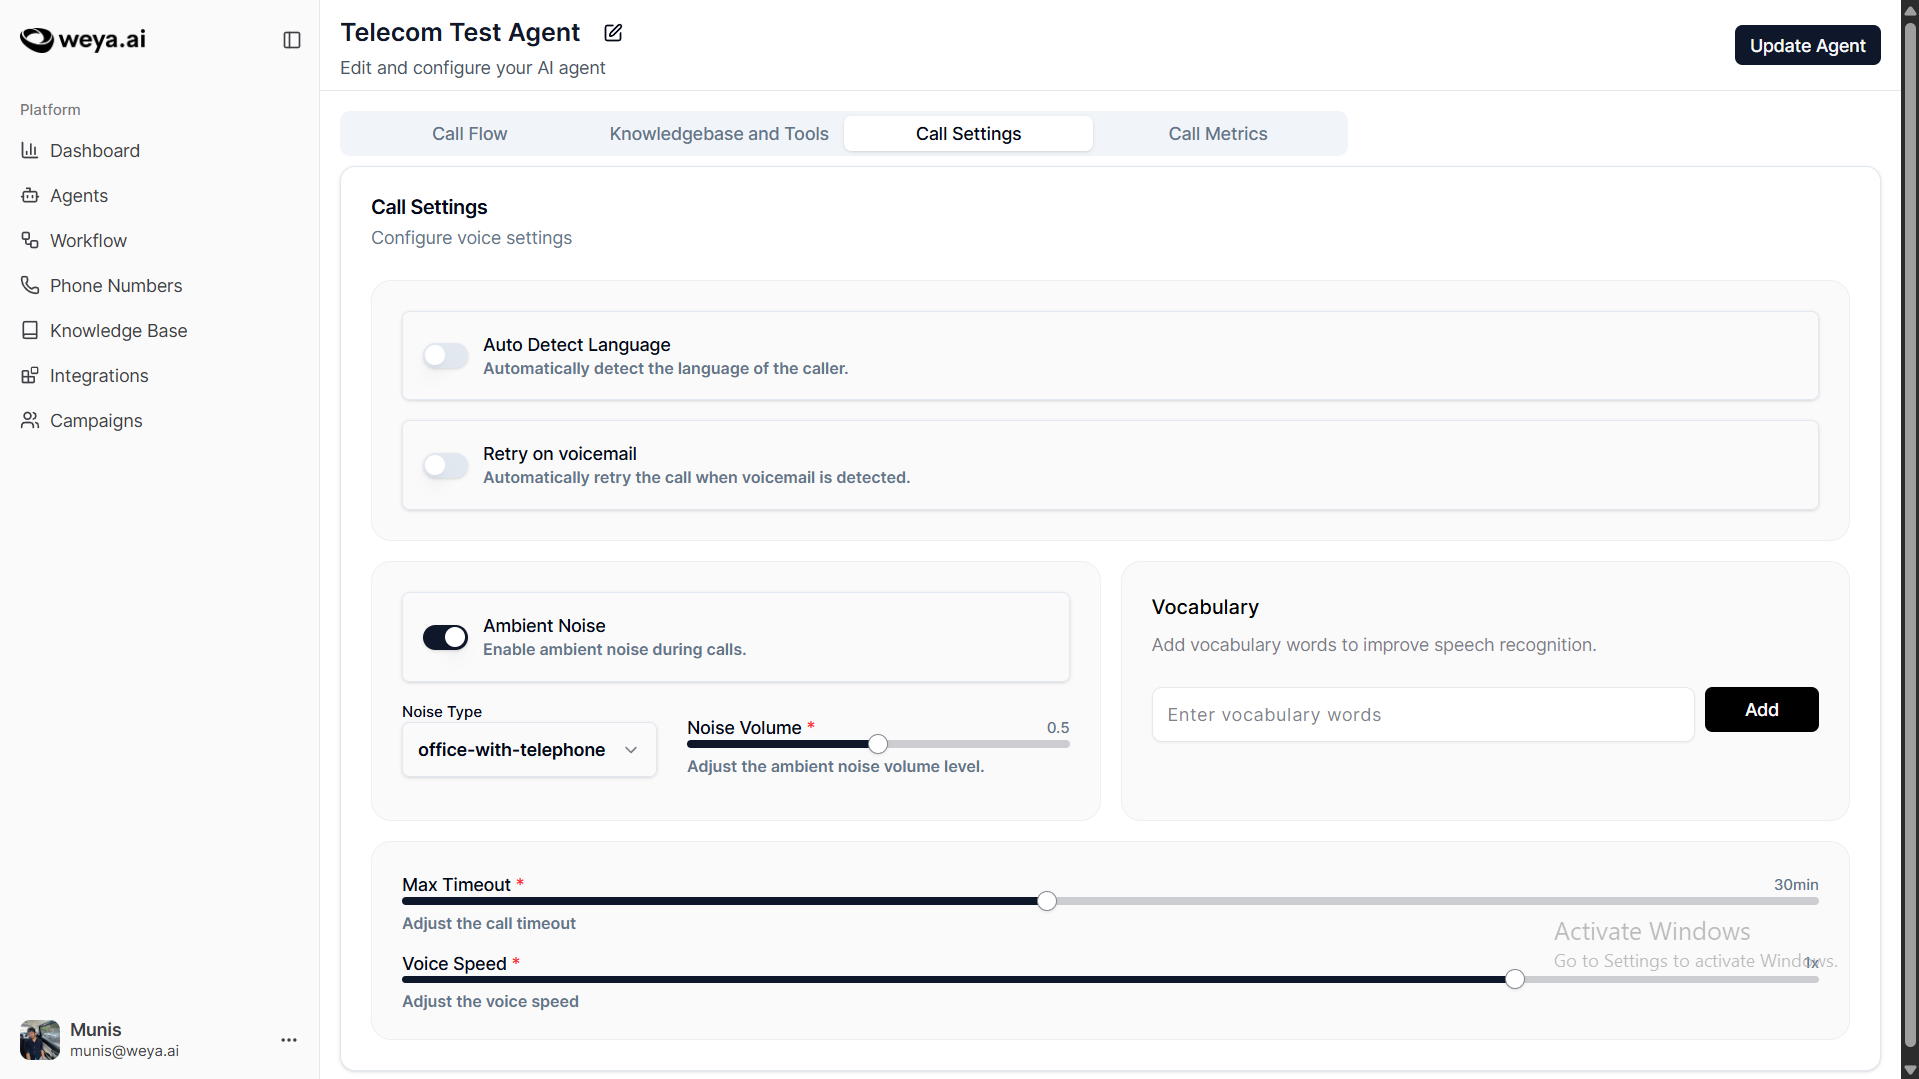 weya.ai
Platform
Dashboard
Agents
Workflow
Phone Numbers
Knowledge Base
Integrations
Campaigns
Munis
munis@weya.ai
Telecom Test Agent
Edit and configure your AI agent
Update Agent
Call Flow
Knowledgebase and Tools
Call Settings
Call Metrics
Call Settings
Configure voice settings
Auto Detect Language
Automatically detect the language of the caller.
Retry on voicemail
Automatically retry the call when voicemail is detected.
Ambient Noise
Enable ambient noise during calls.
Noise Type
office-with-telephone
Noise Volume *
0.5
Adjust the ambient noise volume level.
Vocabulary
Add vocabulary words to improve speech recognition.
Enter vocabulary words
Add
Max Timeout *
30min
Adjust the call timeout
Voice Speed *
1x
Adjust the voice speed
Activate Windows
Go to Settings to activate Windows.